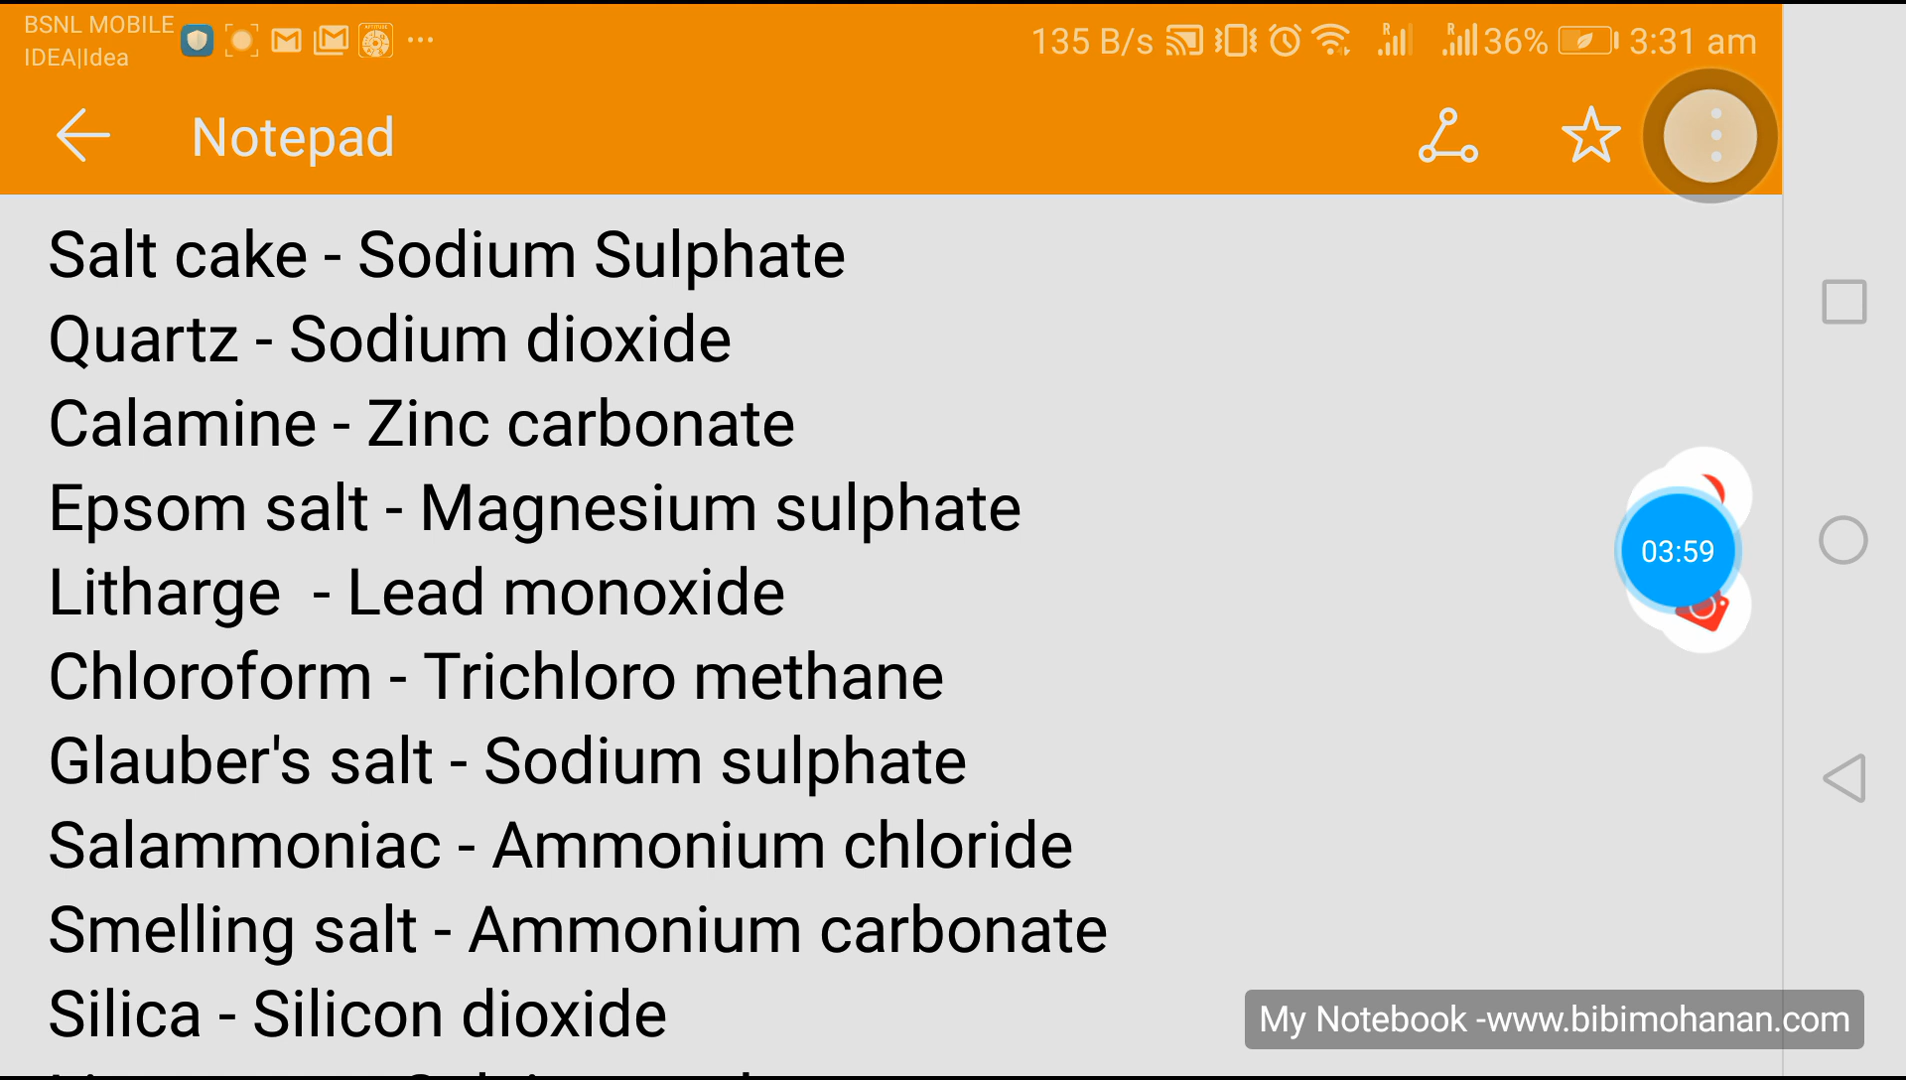 BSNL MOBILE
IDEA|Idea
135 B/s
36%
3:31 am
Notepad
Salt cake - Sodium Sulphate
Quartz - Sodium dioxide
Calamine - Zinc carbonate
Epsom salt - Magnesium sulphate
Litharge - Lead monoxide
03:59
Chloroform - Trichloro methane
Glauber's salt - Sodium sulphate
Salammoniac - Ammonium chloride
Smelling salt - Ammonium carbonate
Silica - Silicon dioxide
My Notebook -www.bibimohanan.com